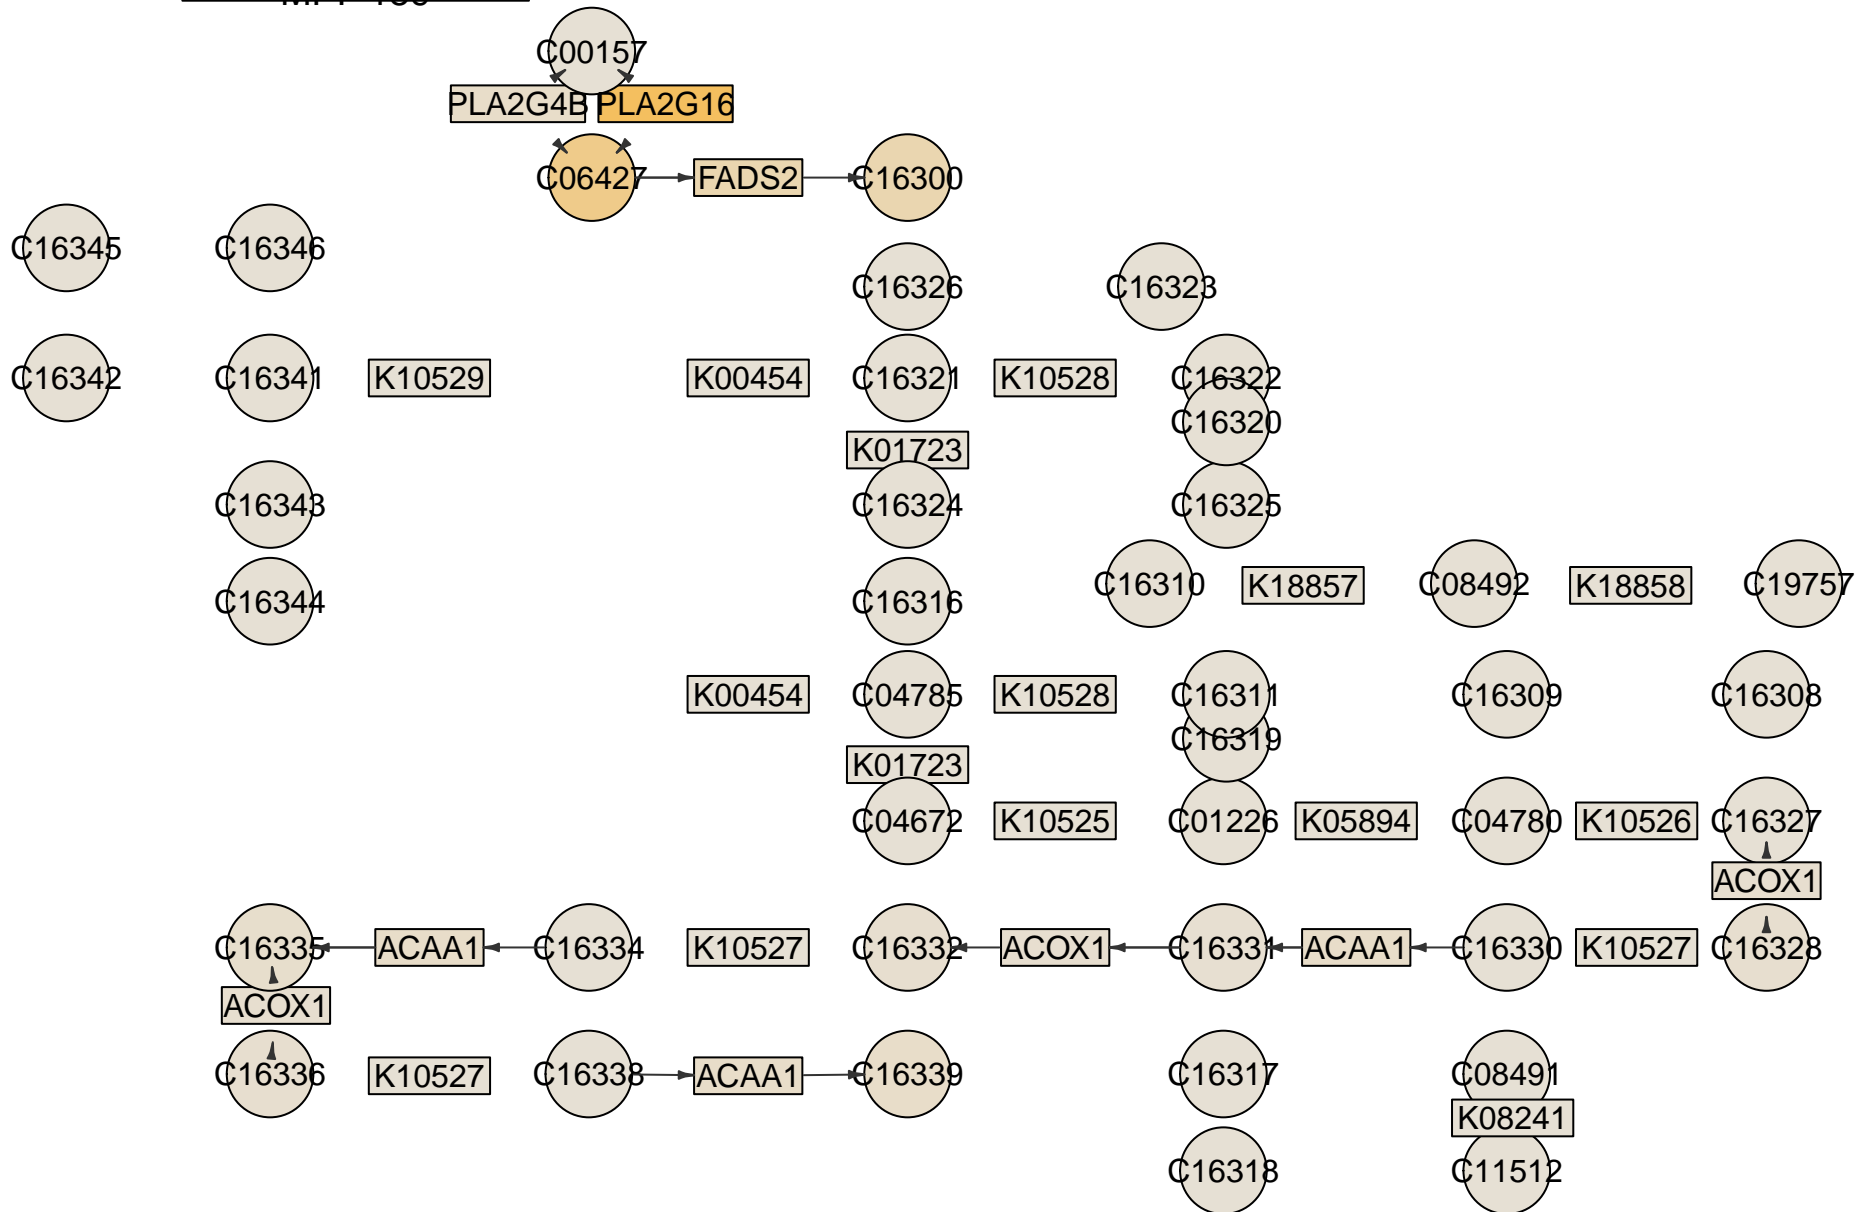 C00157
PLA2G4B PLA2G16
C06427 FADS2 C16300
C16345 C16346
C16326 C16323
C16342 C16341 K10529 K00454 C16321 K10528 C16322
C16320
K01723
C16343 C16324 C16325
C16310 K18857 C08492 K18858 C19757
C16344 C16316
K00454 C04785 K10528 C16311 C16309 C16308
C16319
K01723
C04672 K10525 C01226 K05894 C04780 K10526 C16327
ACOX1
C16335 ACAA1 C16334 K10527 C16332 ACOX1 C16331 ACAA1 C16330 K10527 C16328
ACOX1
C16336 K10527 C16338 ACAA1 C16339 C16317 C08491
K08241
C16318 C11512